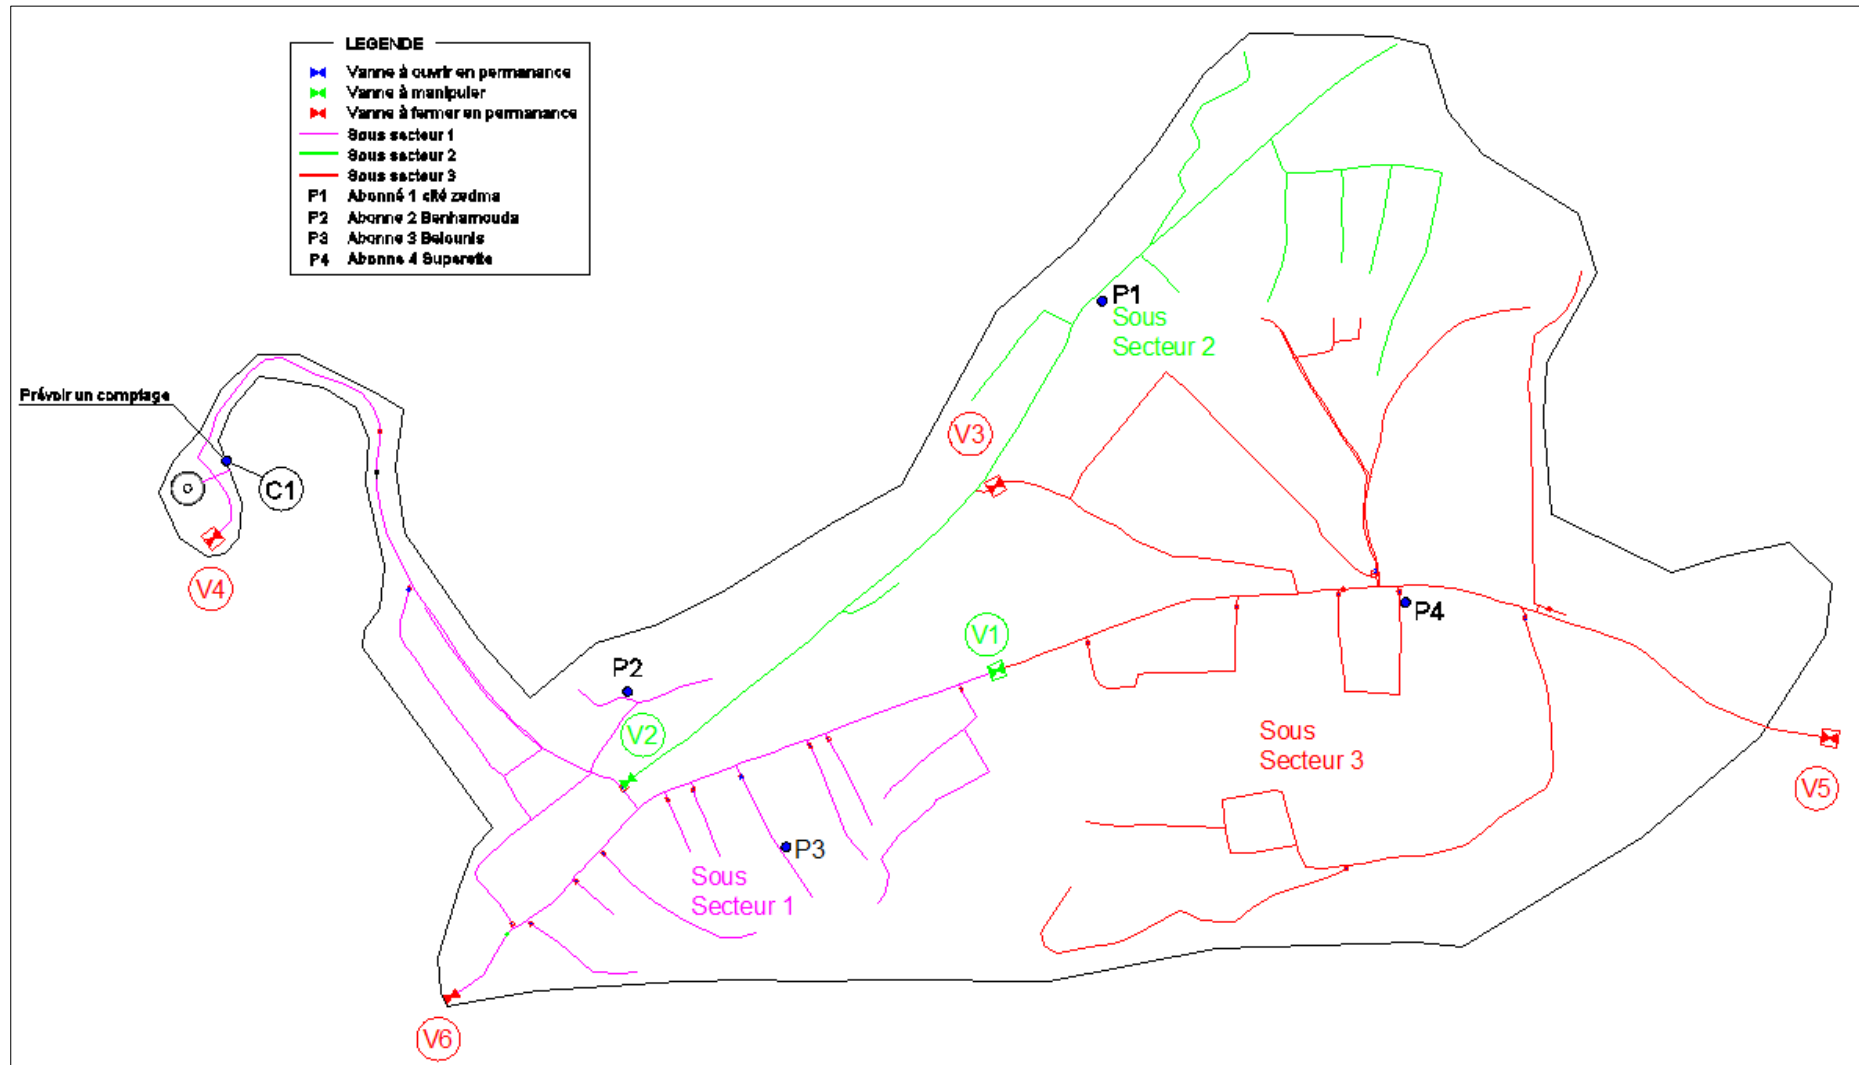 LEGENDE
Vanne à ouvrir en permanance
Vanne à manipuler
Vanne à fermer en permanance
Sous secteur 1
Sous secteur 2
Sous secteur 3
P1 Abonné 1 cité zedma
P2 Abonne 2 Benhamouda
P3 Abonne 3 Belounis
P4 Abonne 4 Superette
P1
Sous
Secteur 2
Prévoir un comptage
V3
C1
V4
V1
P4
P2
V2
Sous
Secteur 3
V5
P3
Sous
Secteur 1
V6